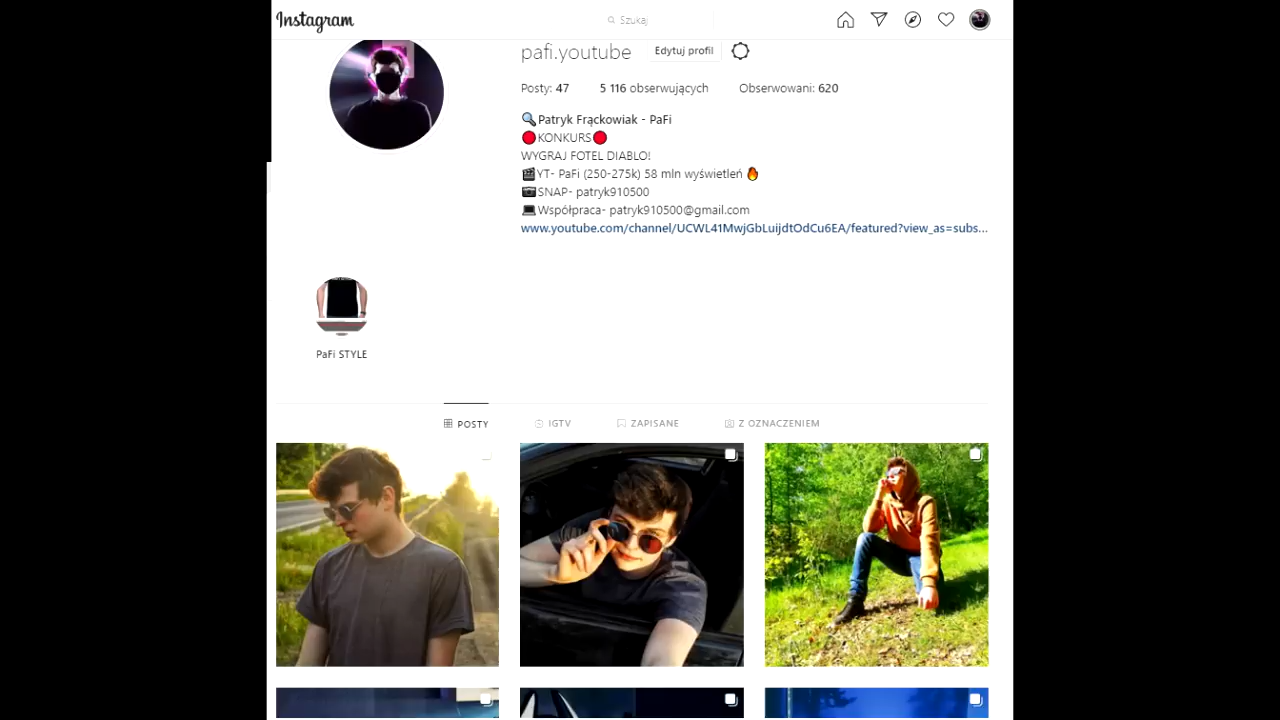 Instagram
Szukaj
pafi.youtube
Edytuj profil
Posty: 47
5 116 obserwujących
Obserwowani: 620
🔍Patryk Frąckowiak - PaFi
🔴KONKURS🔴
WYGRAJ FOTEL DIABLO!
🎬YT- PaFi (250-275k) 58 mln wyświetleń 🔥
📷SNAP- patryk910500
💻Współpraca- patryk910500@gmail.com
www.youtube.com/channel/UCWL41MwjGbLuijdtOdCu6EA/featured?view_as=subs...
PaFi STYLE
POSTY
IGTV
ZAPISANE
Z OZNACZENIEM